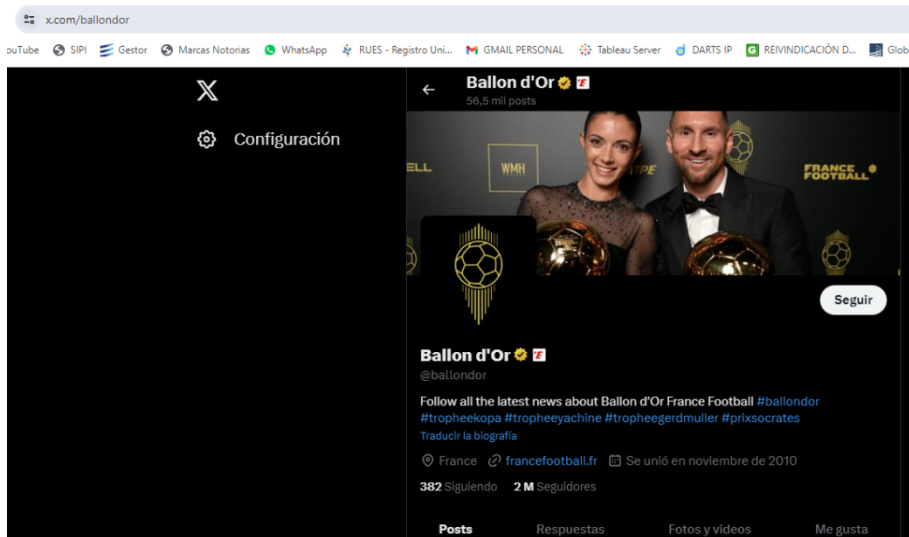 x.com/ballondor
ouTube SIPI Gestor Marcas Notorias WhatsApp RUES - Registro Uni... GMAIL PERSONAL Tableau Server DARTS IP REIVINDICACIÓN D... Glob
Configuración
Ballon d'Or
56,5 mil posts
ELL WMH IPE FRANCE FOOTBALL
Seguir
Ballon d'Or
@ballondor
Follow all the latest news about Ballon d'Or France Football #ballondor
#tropheekopa #tropheeyachine #tropheegerdmuller #prixsocrates
Traducir la biografía
France francefootball.fr Se unió en noviembre de 2010
382 Siguiendo 2 M Seguidores
Posts Respuestas Fotos y videos Me gusta